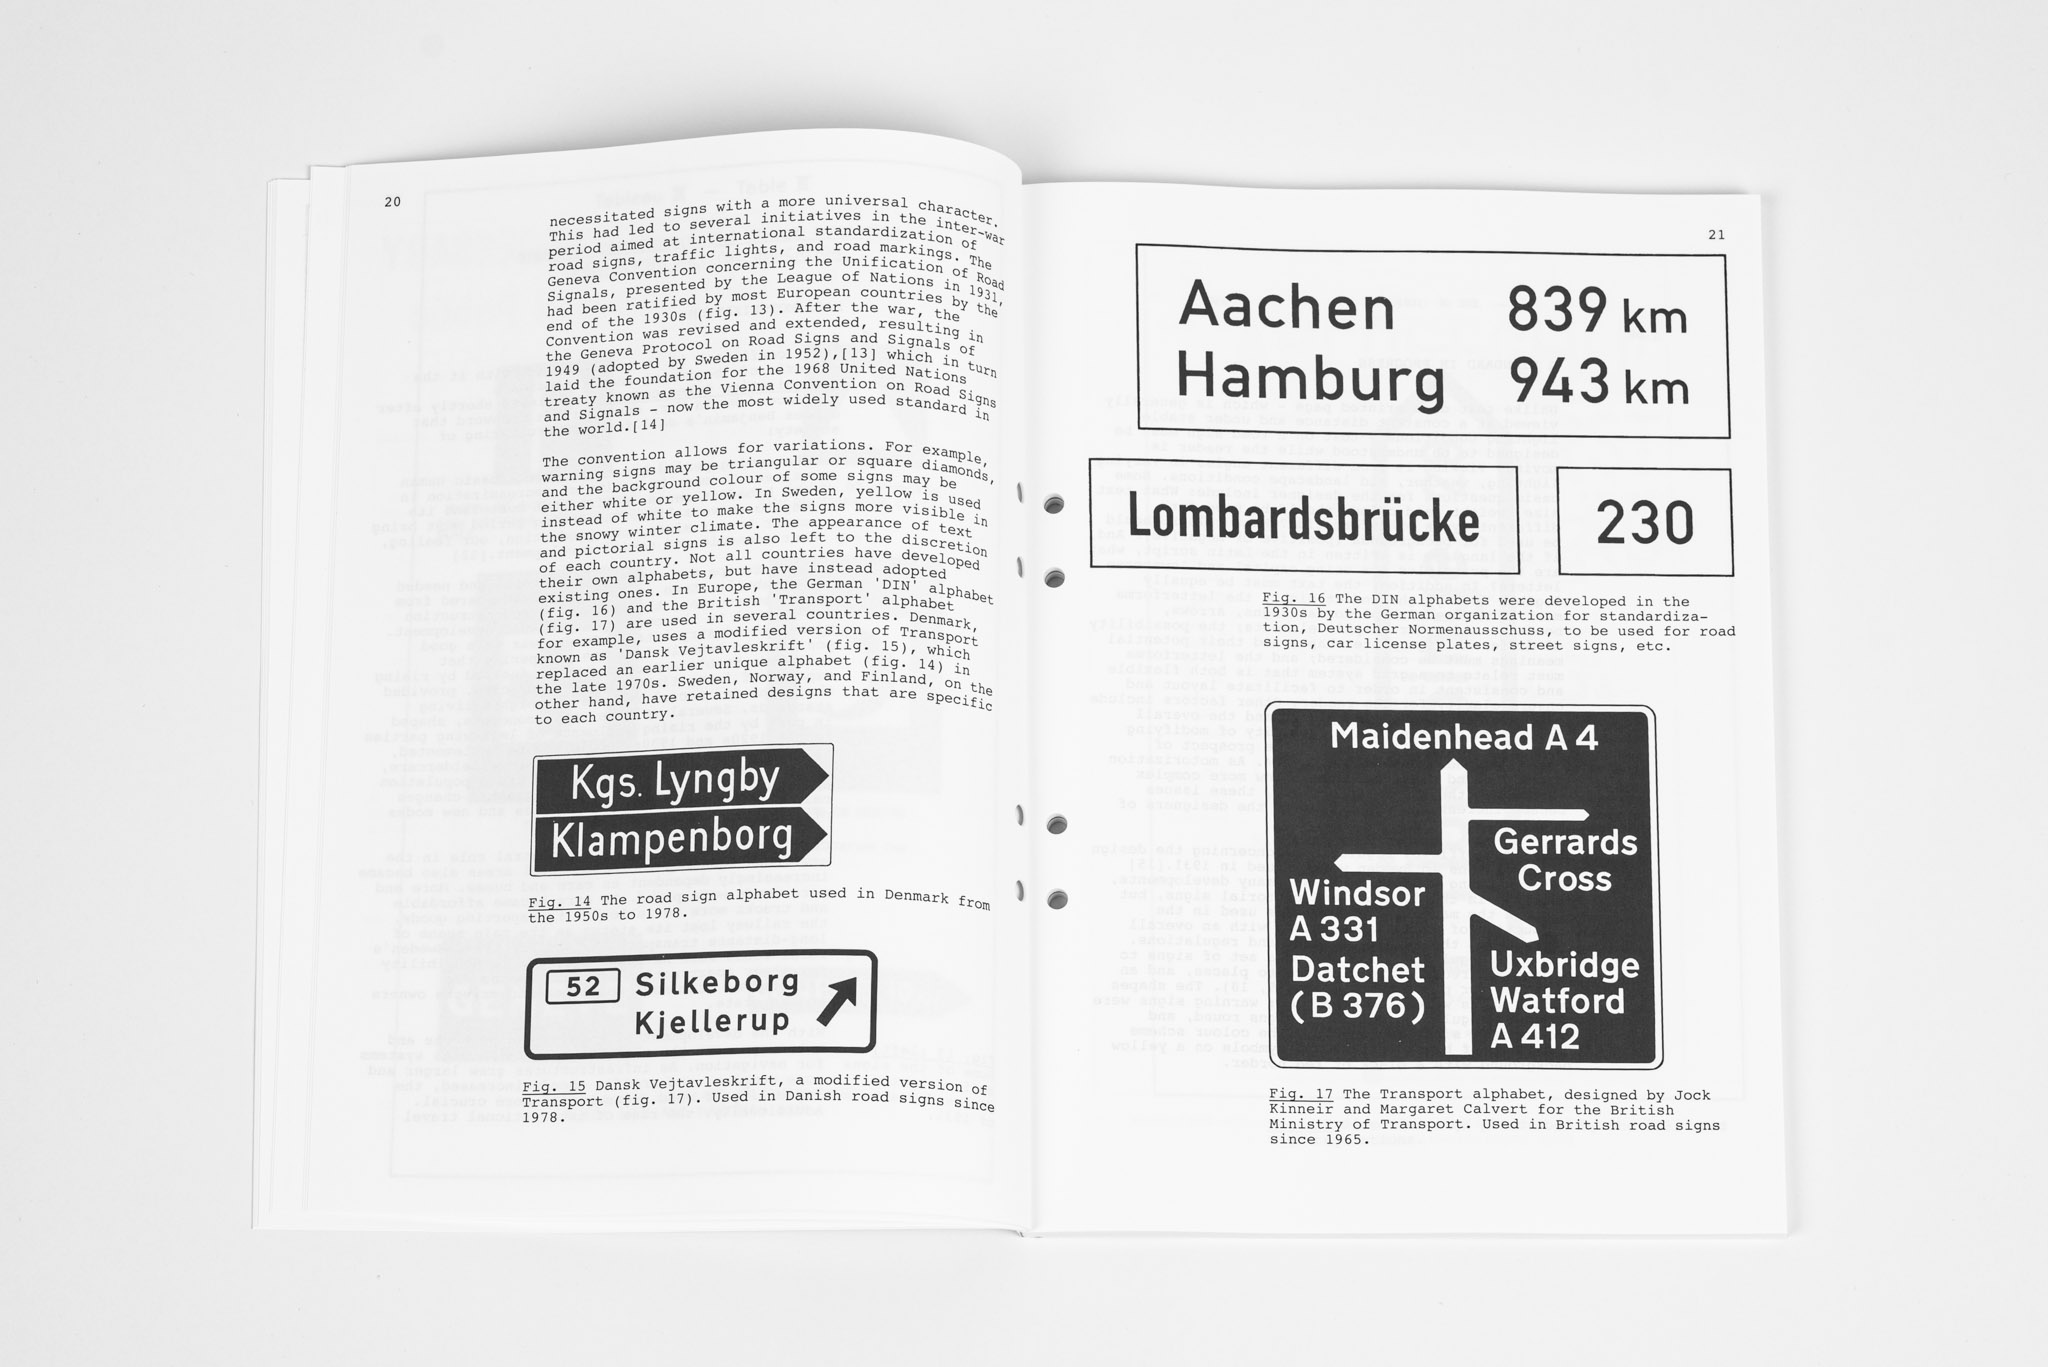 20
necessitated signs with a more universal character.
This had led to several initiatives in the inter-war
period aimed at international standardization of
road signs, traffic lights, and road markings. The
Geneva Convention concerning the Unification of Road
Signals, presented by the League of Nations in 1931,
had been ratified by most European countries by the
end of the 1930s (fig. 13). After the war, the
Convention was revised and extended, resulting in
the Geneva Protocol on Road Signs and Signals of
1949 (adopted by Sweden in 1952),[13] which in turn
laid the foundation for the 1968 United Nations
treaty known as the Vienna Convention on Road Signs
and Signals – now the most widely used standard in
the world.[14]
The convention allows for variations. For example,
warning signs may be triangular or square diamonds,
and the background colour of some signs may be
either white or yellow. In Sweden, yellow is used
instead of white to make the signs more visible in
the snowy winter climate. The appearance of text
and pictorial signs is also left to the discretion
of each country. Not all countries have developed
their own alphabets, but have instead adopted
existing ones. In Europe, the German 'DIN' alphabet
(fig. 16) and the British 'Transport' alphabet
(fig. 17) are used in several countries. Denmark,
for example, uses a modified version of Transport
known as 'Dansk Vejtavleskrift' (fig. 15), which
replaced an earlier unique alphabet (fig. 14) in
the late 1970s. Sweden, Norway, and Finland, on the
other hand, have retained designs that are specific
to each country.
Kgs. Lyngby
Klampenborg
Fig. 14 The road sign alphabet used in Denmark from
the 1950s to 1978.
52 Silkeborg
Kjellerup
Fig. 15 Dansk Vejtavleskrift, a modified version of
Transport (fig. 17). Used in Danish road signs since
1978.
21
Aachen 839 km
Hamburg 943 km
Lombardsbrücke 230
Fig. 16 The DIN alphabets were developed in the
1930s by the German organization for standardiza-
tion, Deutscher Normenausschuss, to be used for road
signs, car license plates, street signs, etc.
Maidenhead A 4
Gerrards
Cross
Windsor
A 331
Datchet
(B 376)
Uxbridge
Watford
A 412
Fig. 17 The Transport alphabet, designed by Jock
Kinneir and Margaret Calvert for the British
Ministry of Transport. Used in British road signs
since 1965.